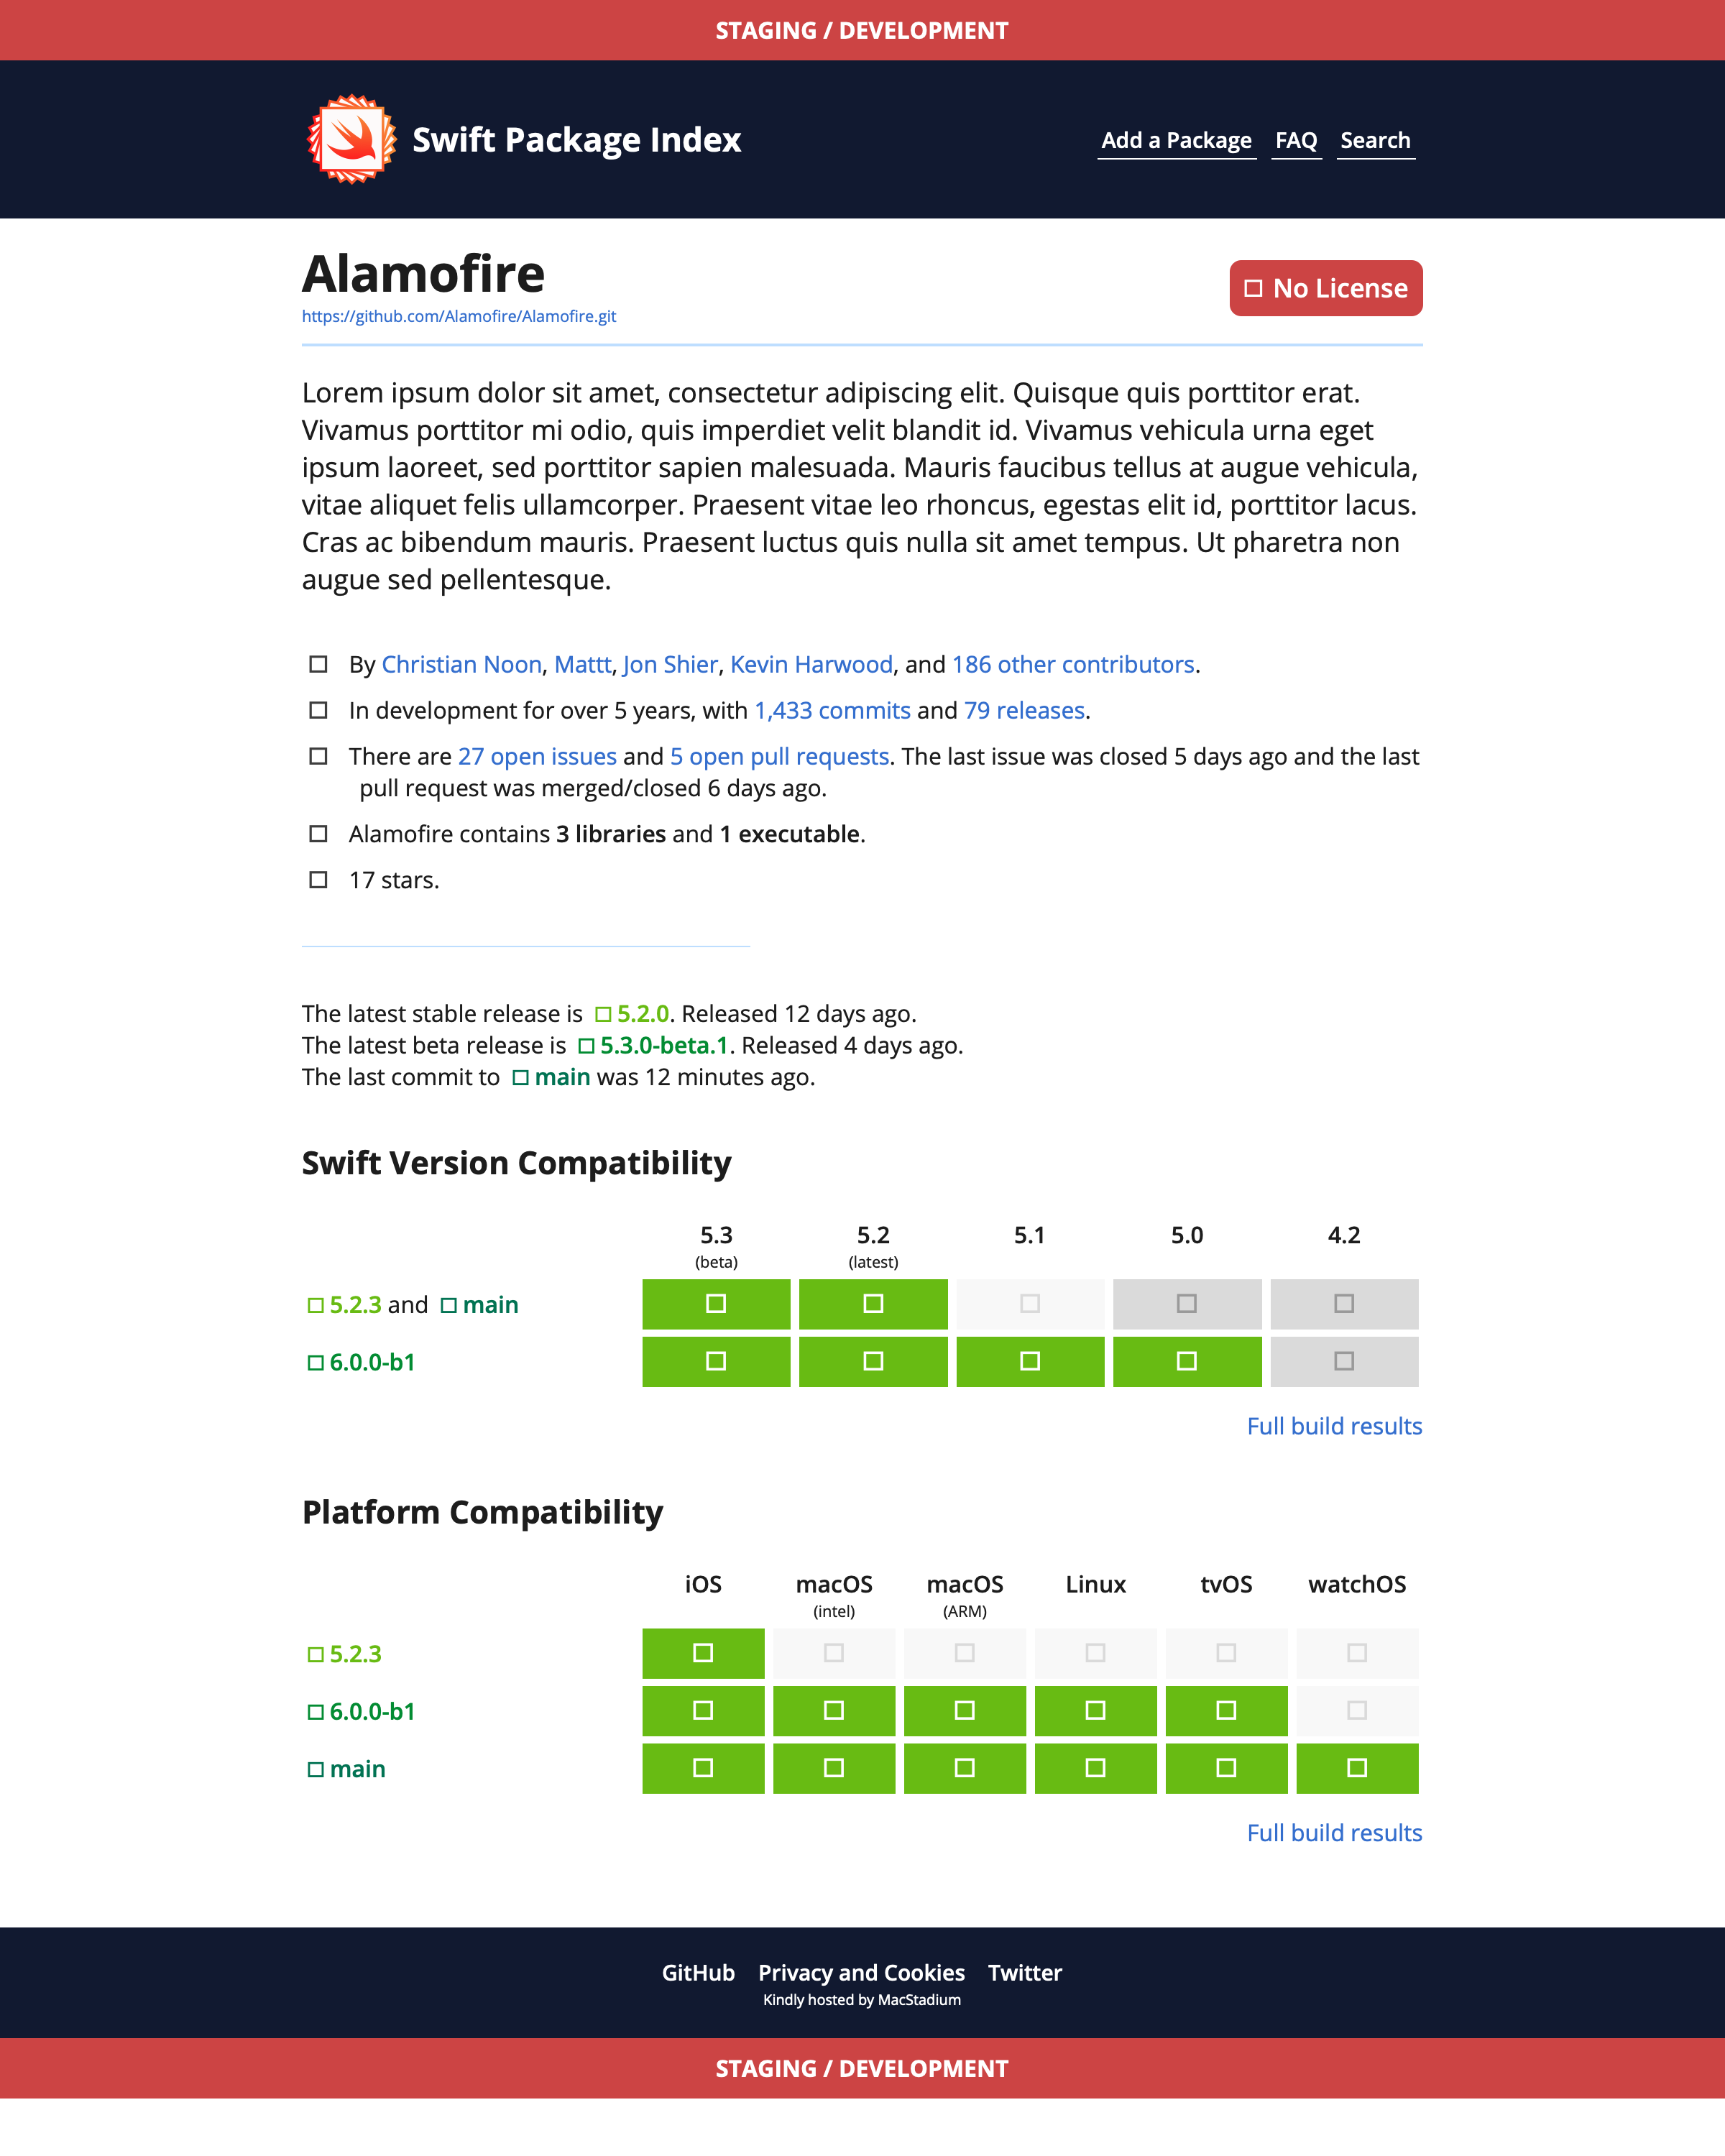 STAGING / DEVELOPMENT
Swift Package Index
Add a Package FAQ Search
Alamofire
No License
https://github.com/Alamofire/Alamofire.git
Lorem ipsum dolor sit amet, consectetur adipiscing elit. Quisque quis porttitor erat.
Vivamus porttitor mi odio, quis imperdiet velit blandit id. Vivamus vehicula urna eget
ipsum laoreet, sed porttitor sapien malesuada. Mauris faucibus tellus at augue vehicula,
vitae aliquet felis ullamcorper. Praesent vitae leo rhoncus, egestas elit id, porttitor lacus.
Cras ac bibendum mauris. Praesent luctus quis nulla sit amet tempus. Ut pharetra non
augue sed pellentesque.
By Christian Noon, Mattt, Jon Shier, Kevin Harwood, and 186 other contributors.
In development for over 5 years, with 1,433 commits and 79 releases.
There are 27 open issues and 5 open pull requests. The last issue was closed 5 days ago and the last
pull request was merged/closed 6 days ago.
Alamofire contains 3 libraries and 1 executable.
17 stars.
The latest stable release is 5.2.0. Released 12 days ago.
The latest beta release is 5.3.0-beta.1. Released 4 days ago.
The last commit to main was 12 minutes ago.
Swift Version Compatibility
5.3 5.2 5.1 5.0 4.2
(beta) (latest)
5.2.3 and main
6.0.0-b1
Full build results
Platform Compatibility
iOS macOS macOS Linux tvOS watchOS
(intel) (ARM)
5.2.3
6.0.0-b1
main
Full build results
GitHub Privacy and Cookies Twitter
Kindly hosted by MacStadium
STAGING / DEVELOPMENT